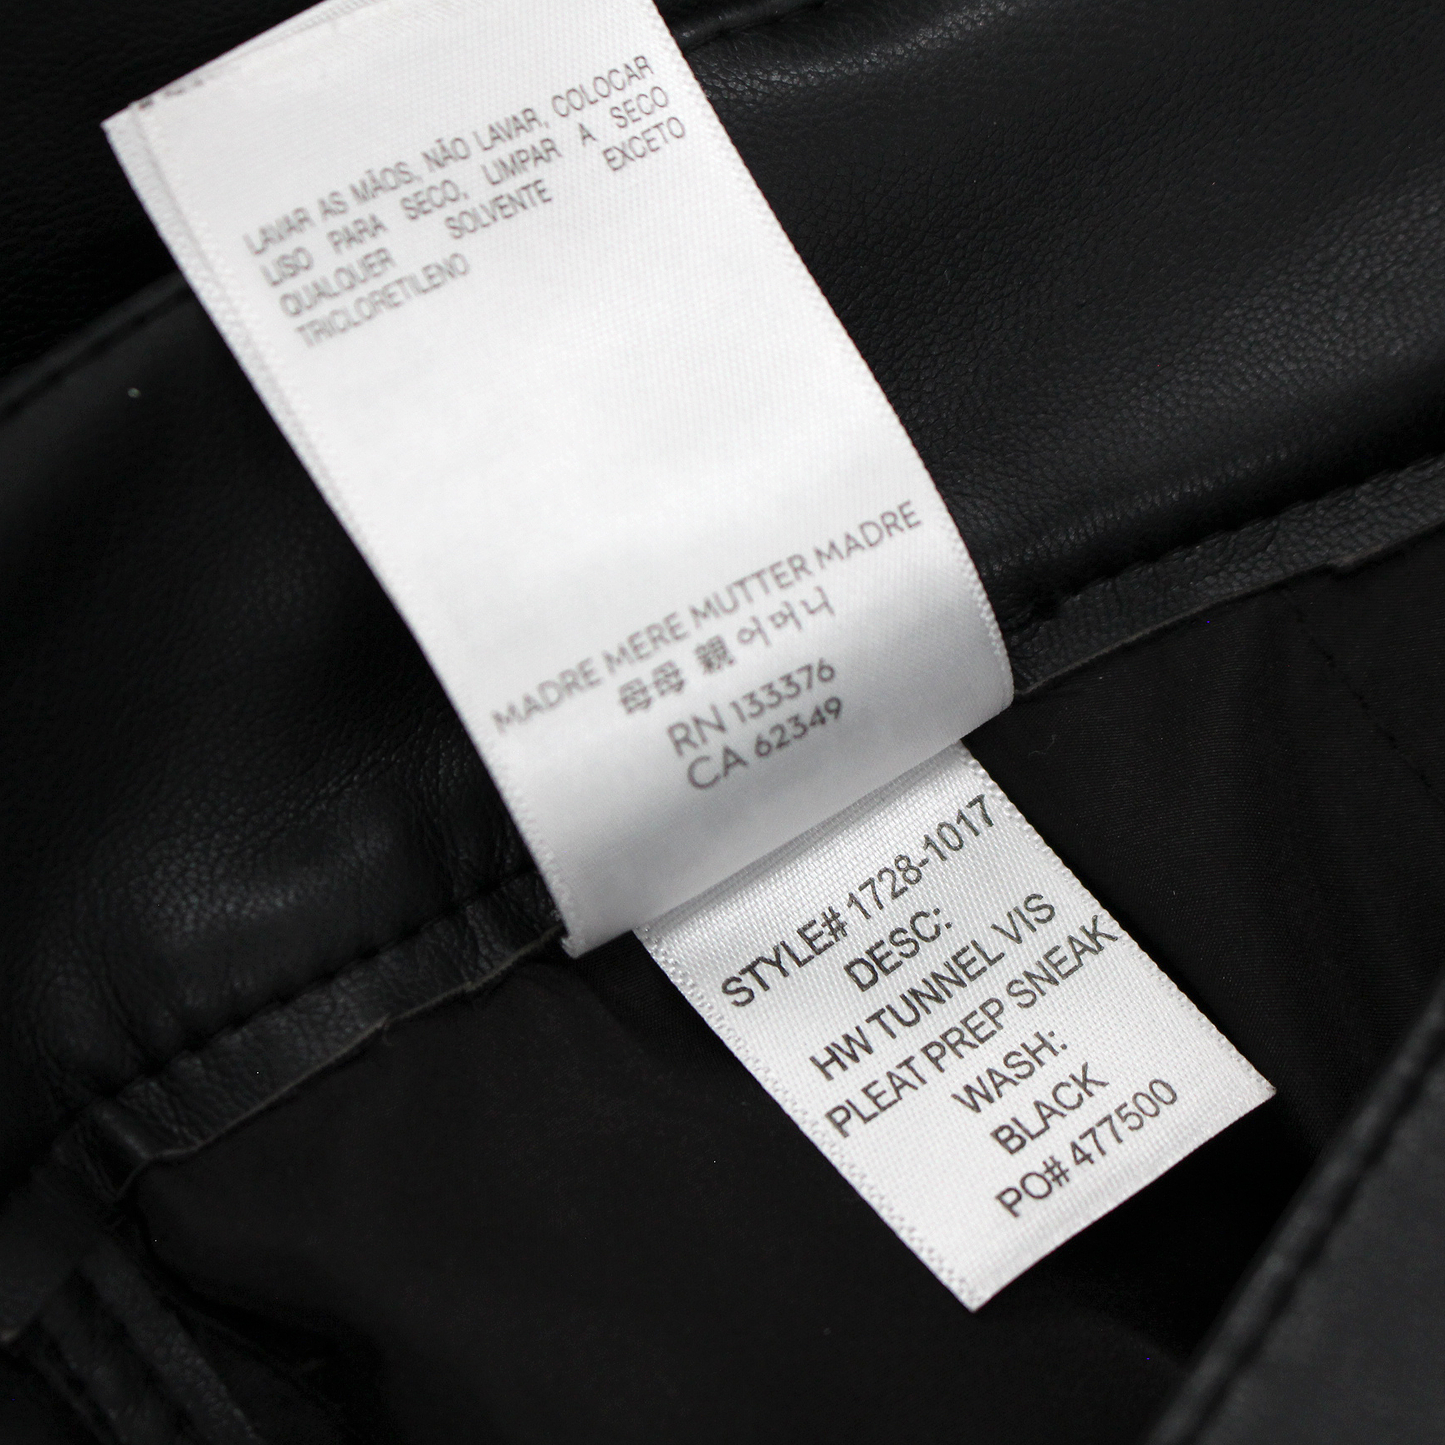 LAVAR AS MÃOS, NÃO LAVAR, COLOCAR
LISO PARA SECO, LIMPAR A SECO
QUALQUER SOLVENTE EXCETO
TRICLORETILENO
MADRE MERE MUTTER MADRE
母母 親 어머니
RN 133376
CA 62349
STYLE# 1728-1017
DESC:
HW TUNNEL VIS
PLEAT PREP SNEAK
WASH:
BLACK
PO# 477500